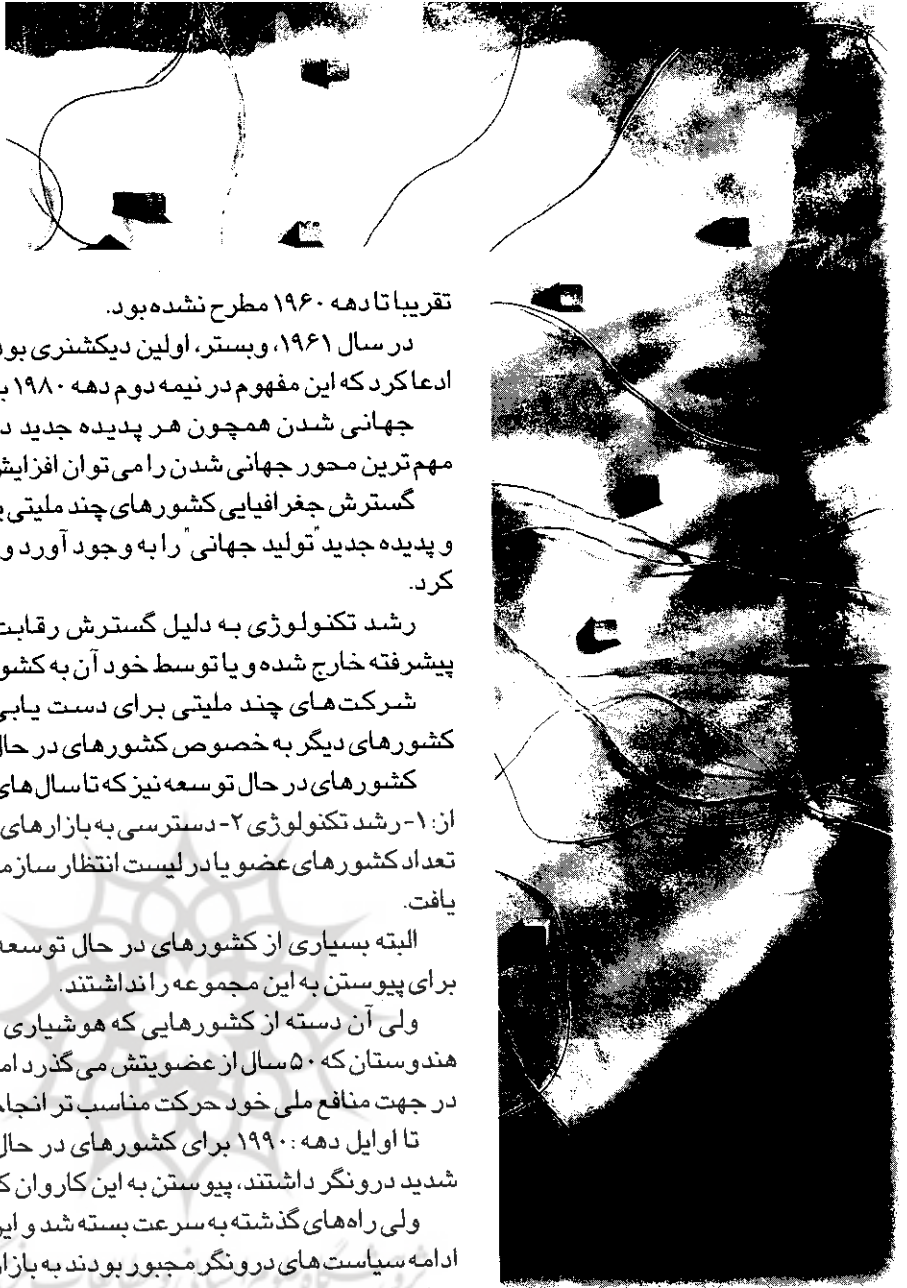 تقریبا تا دهه ۱۹۶۰ مطرح نشده بود.
در سال ۱۹۶۱، وبستر، اولین دیکشنری بود
ادعا کرد که این مفهوم در نیمه دوم دهه ۱۹۸۰ ب
جهانی شدن همچون هر پدیده جدید د
مهم ترین محور جهانی شدن را می توان افزایش
گسترش جغرافیایی کشورهای چند ملیتی ب
و پدیده جدید "تولید جهانی" را به وجود آورد و
کرد.
رشد تکنولوژی به دلیل گسترش رقابت
پیشرفته خارج شده و یا توسط خود آن به کشو
شرکت های چند ملیتی برای دست یابی
کشورهای دیگر به خصوص کشورهای در حال
کشورهای در حال توسعه نیز که تا سال های
از: ۱- رشد تکنولوژی ۲- دسترسی به بازارهای
تعداد کشورهای عضو یا در لیست انتظار سازم
یافت.
البته بسیاری از کشورهای در حال توسعه
برای پیوستن به این مجموعه را نداشتند.
ولی آن دسته از کشورهایی که هوشیاری
هندوستان که ۵۰ سال از عضویتش می گذرد اما
در جهت منافع ملی خود حرکت مناسب تر انجا
تا اوایل دهه :۱۹۹۰ برای کشورهای در حال
شدید درونگر داشتند، پیوستن به این کاروان ک
ولی راه های گذشته به سرعت بسته شد و این
ادامه سیاست های درونگر مجبور بودند به بازار